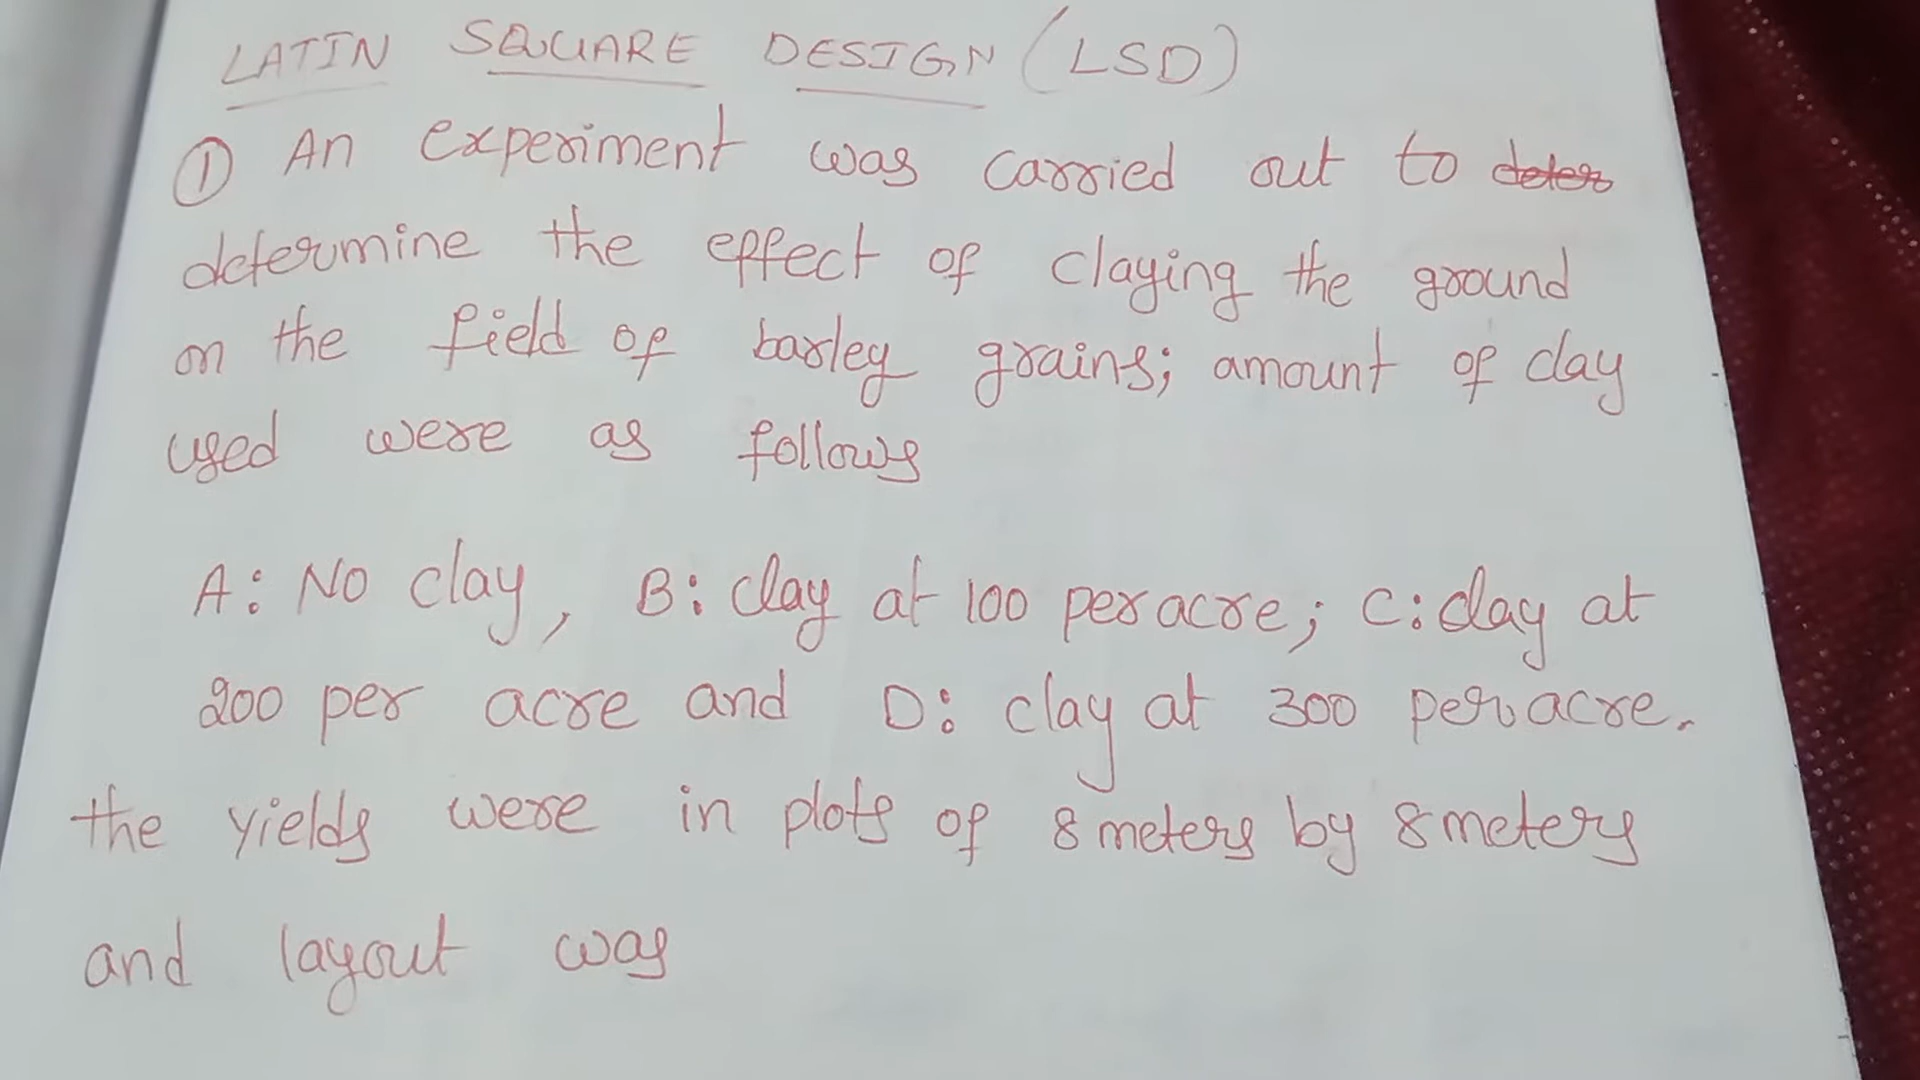 LATIN SQUARE DESIGN (LSD)
① An experiment was carried out to deter
determine the effect of claying the ground
on the field of barley grains; amount of clay
used were as follows
A: No clay, B: clay at 100 per acre; C: clay at
200 per acre and D: clay at 300 per acre.
the yields were in plots of 8 meters by 8 meters
and layout was